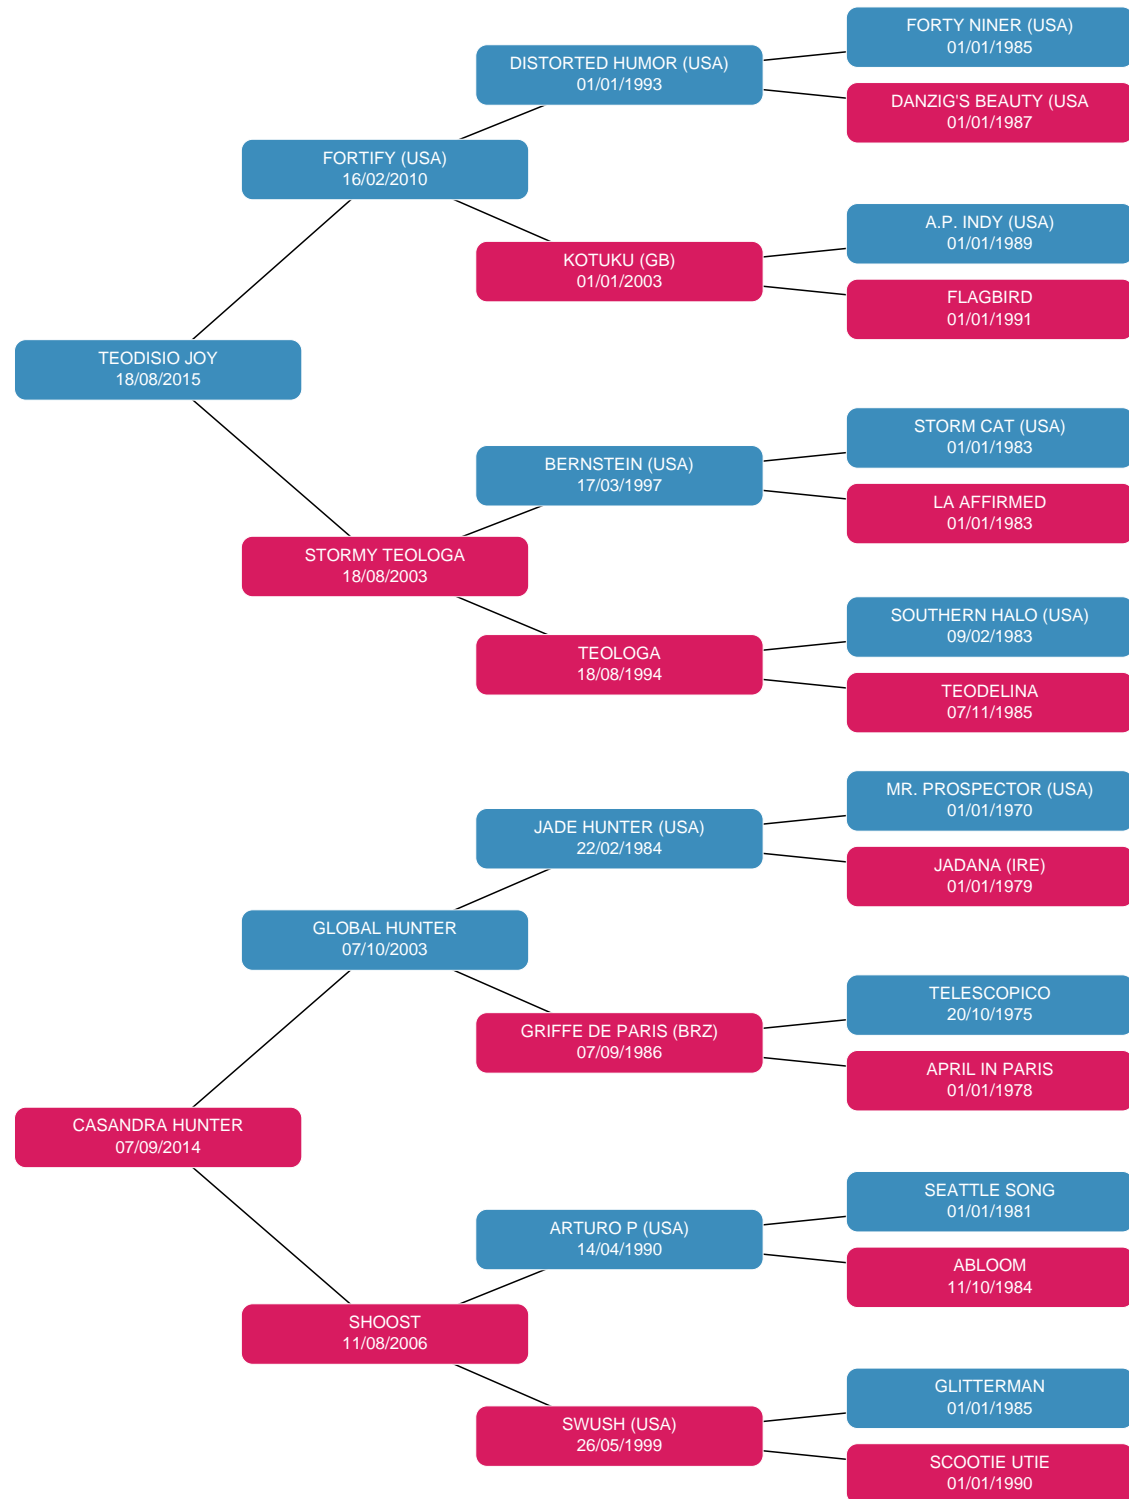 FORTY NINER (USA)
01/01/1985
DISTORTED HUMOR (USA)
01/01/1993
DANZIG'S BEAUTY (USA
01/01/1987
FORTIFY (USA)
16/02/2010
A.P. INDY (USA)
01/01/1989
KOTUKU (GB)
01/01/2003
FLAGBIRD
01/01/1991
TEODISIO JOY
18/08/2015
STORM CAT (USA)
01/01/1983
BERNSTEIN (USA)
17/03/1997
LA AFFIRMED
01/01/1983
STORMY TEOLOGA
18/08/2003
SOUTHERN HALO (USA)
09/02/1983
TEOLOGA
18/08/1994
TEODELINA
07/11/1985
MR. PROSPECTOR (USA)
01/01/1970
JADE HUNTER (USA)
22/02/1984
JADANA (IRE)
01/01/1979
GLOBAL HUNTER
07/10/2003
TELESCOPICO
20/10/1975
GRIFFE DE PARIS (BRZ)
07/09/1986
APRIL IN PARIS
01/01/1978
CASANDRA HUNTER
07/09/2014
SEATTLE SONG
01/01/1981
ARTURO P (USA)
14/04/1990
ABLOOM
11/10/1984
SHOOST
11/08/2006
GLITTERMAN
01/01/1985
SWUSH (USA)
26/05/1999
SCOOTIE UTIE
01/01/1990